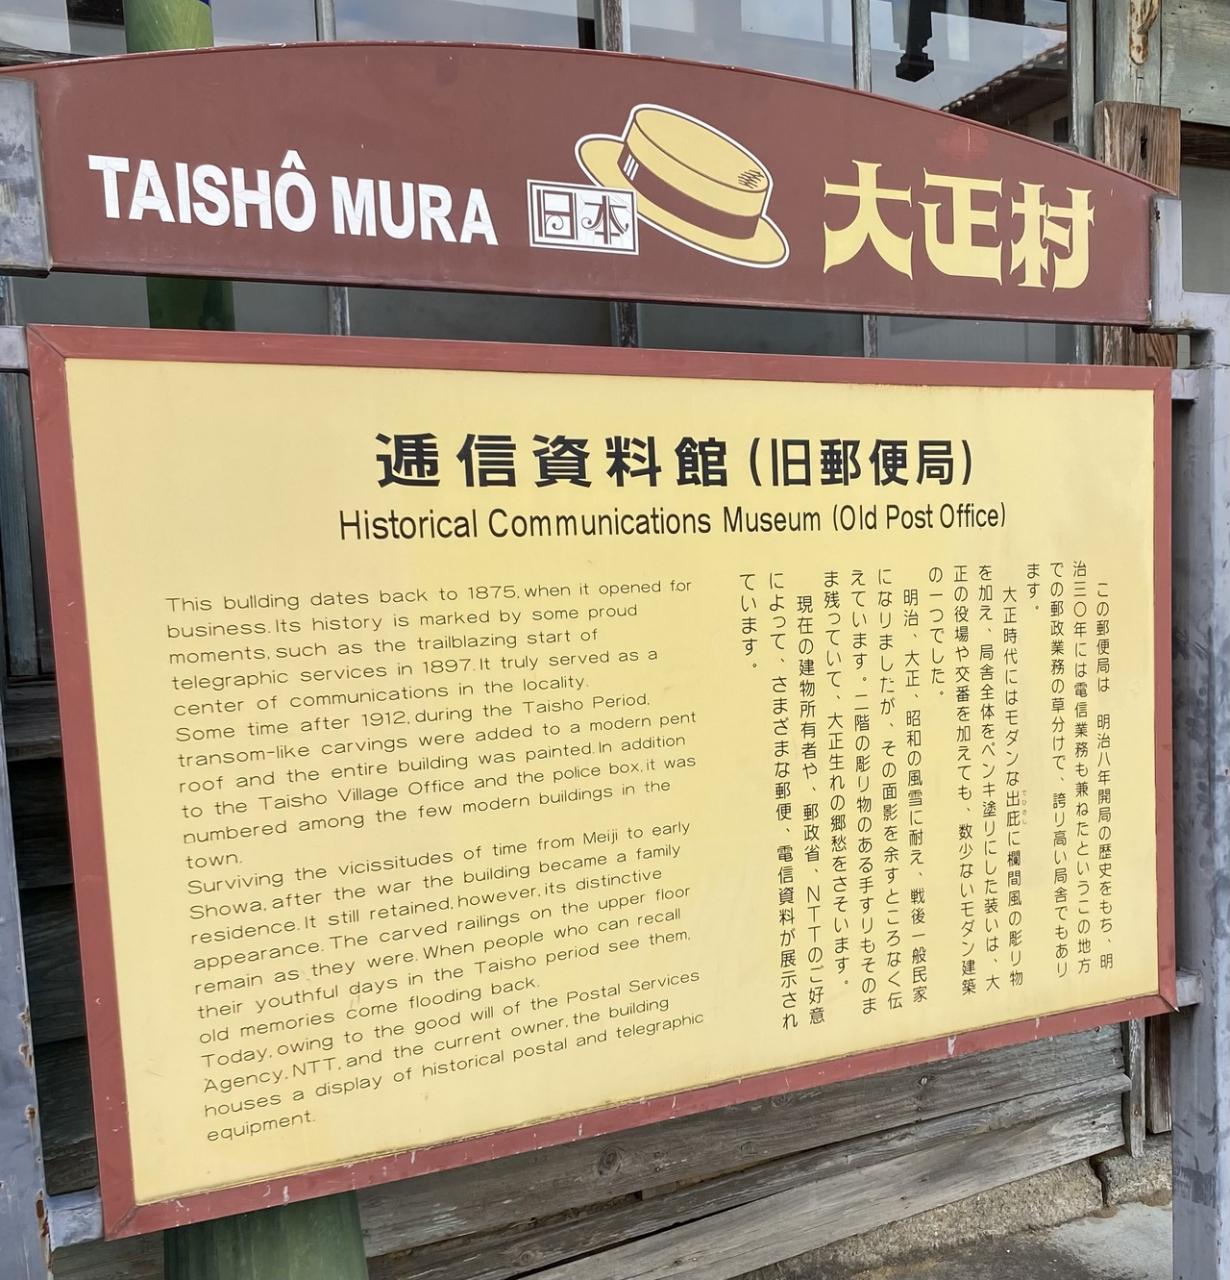 TAISHÔ MURA
日本
大正村
逓信資料館(旧郵便局)
Historical Communications Museum (Old Post Office)
This bullding dates back to 1875, when it opened for
business. Its history is marked by some proud
moments, such as the trailblazing start of
telegraphic services in 1897. It truly served as a
center of communications in the locality.
Some time after 1912, during the Taisho Period,
transom-like carvings were added to a modern pent
roof and the entire building was painted. In addition
to the Taisho Village Office and the police box, it was
numbered among the few modern buildings in the
town.
Surviving the vicissitudes of time from Meiji to early
Showa, after the war the building became a family
residence. It still retained, however, its distinctive
appearance. The carved railings on the upper floor
remain as they were. When people who can recall
their youthful days in the Taisho period see them,
old memories come flooding back.
Today, owing to the good will of the Postal Services
Agency, NTT, and the current owner, the building
houses a display of historical postal and telegraphic
equipment.
この郵便局は 明治八年開局の歴史をもち、明
治三〇年には電信業務も兼ねたというこの地方
での郵政業務の草分けで、誇り高い局舎でもあり
ます。
大正時代にはモダンな出庇に欄間風の彫り物
でひさし
を加え、局舎全体をペンキ塗りにした装いは、大
正の役場や交番を加えても、数少ないモダン建築
の一つでした。
明治、大正、昭和の風雪に耐え、戦後一般民家
になりましたが、その面影を余すところなく伝
えています。二階の彫り物のある手すりもそのま
ま残っていて、大正生れの郷愁をさそいます。
現在の建物所有者や、郵政省、NTTのご好意
によって、さまざまな郵便、電信資料が展示され
ています。